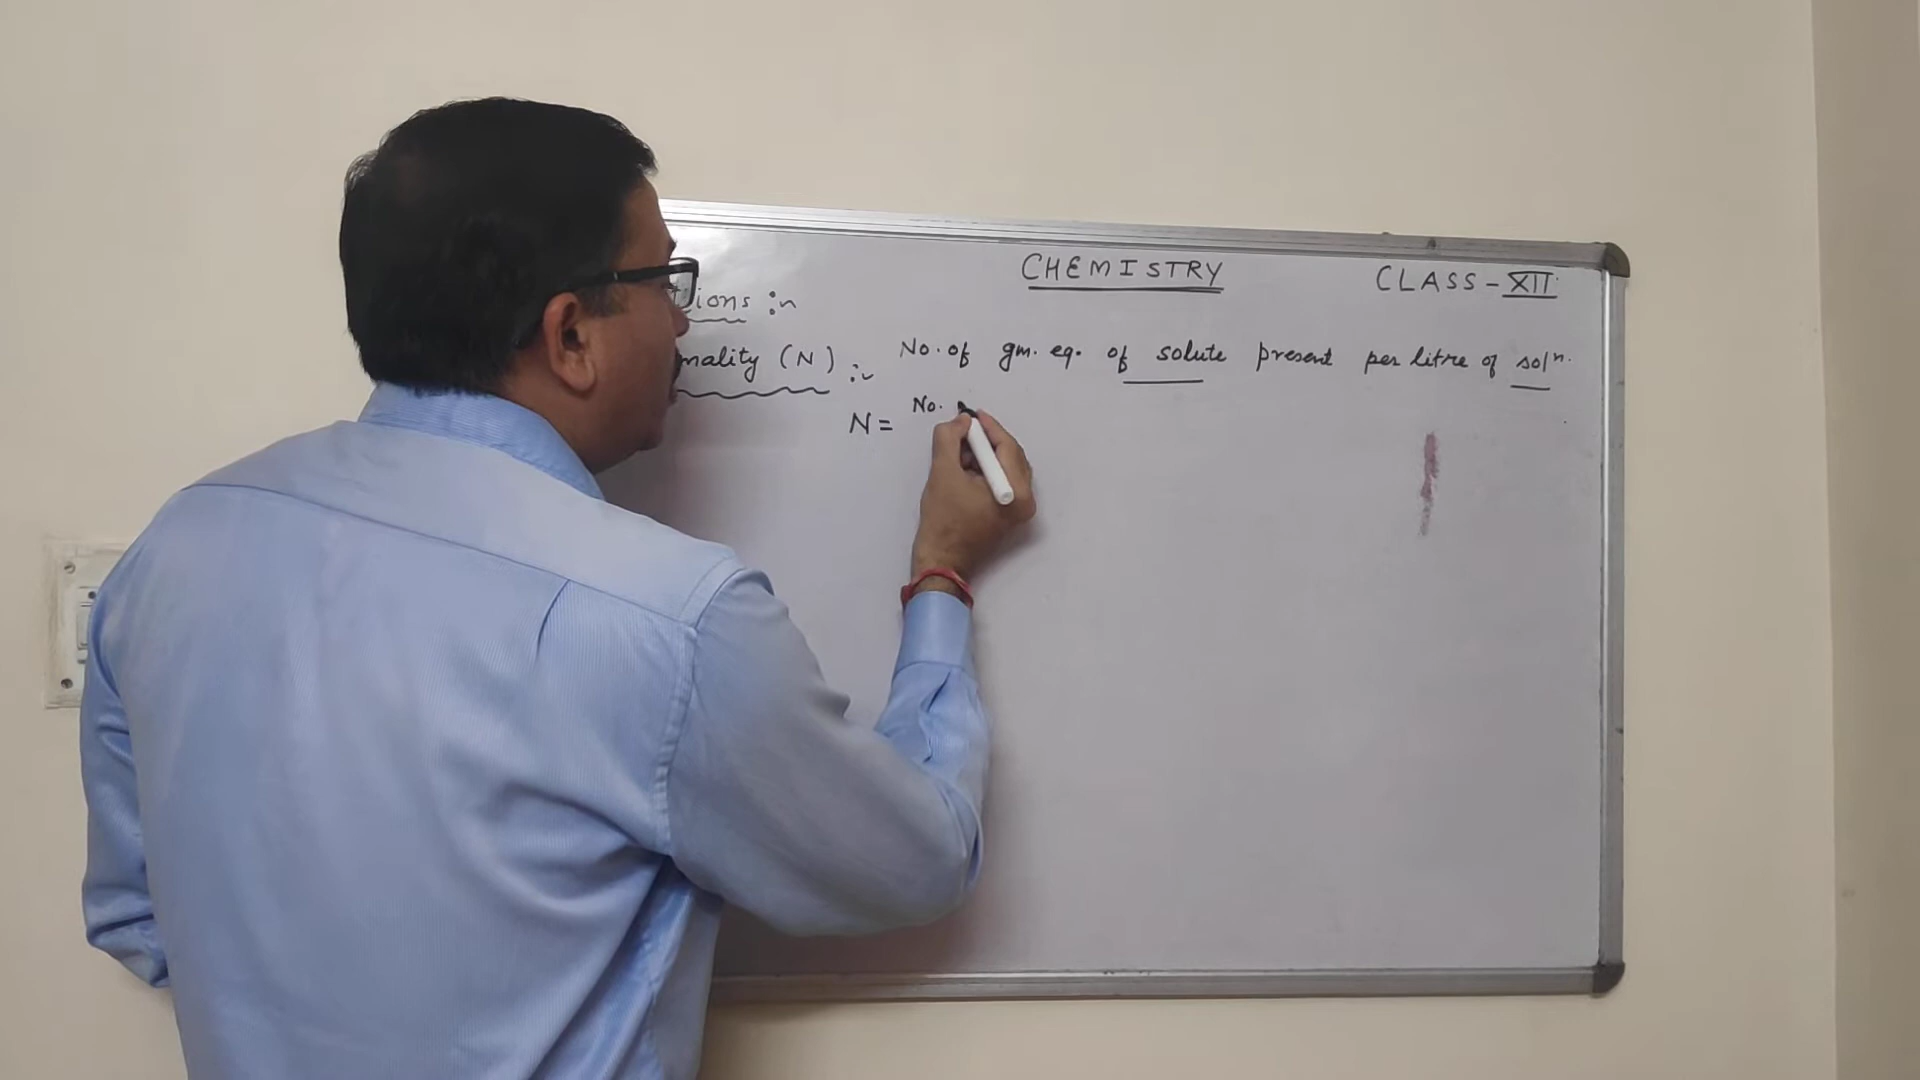 CHEMISTRY CLASS-XII
tions :~
mality (N) :~ No. of gm. eq. of solute present per litre of solⁿ.
N = No.